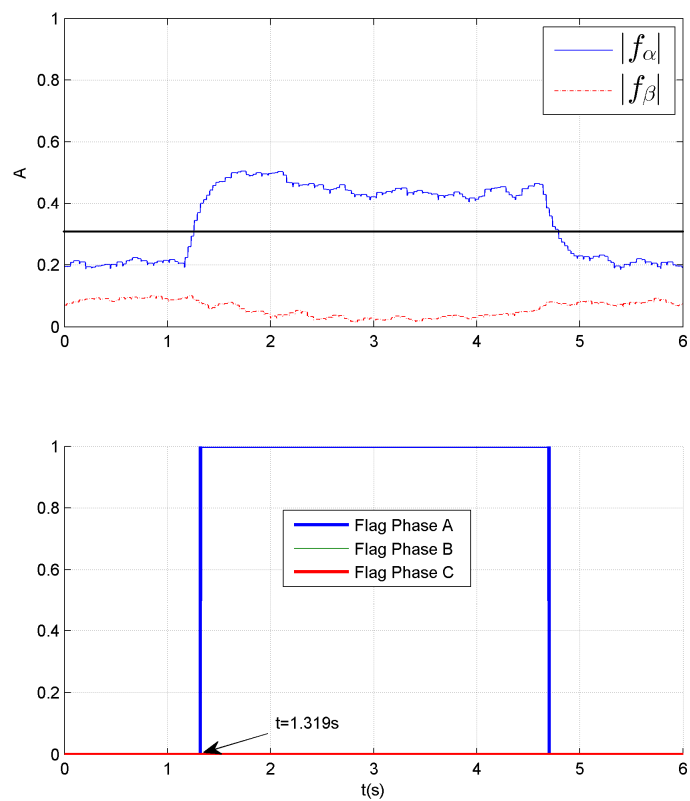 1
0.8
0.6
0.4
0.2
0
A
0 1 2 3 4 5 6
|fα|
|fβ|
1
0.8
0.6
0.4
0.2
0
Flag Phase A
Flag Phase B
Flag Phase C
t=1.319s
0 1 2 3 4 5 6
t(s)